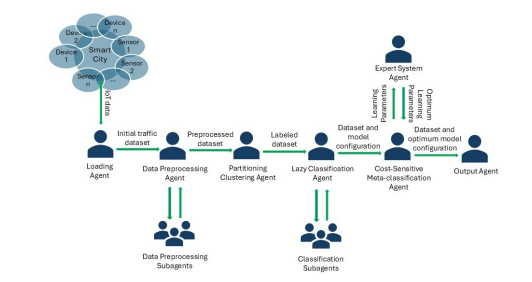 ...
Device
n
Device
2
Device
1
Smart
City
Sensor
1
Sensor
2
Sensor
n
...
IoT data
Expert System
Agent
Learning
Parameters
Optimum
Learning
Parameters
Initial traffic
dataset
Preprocessed
dataset
Labeled
dataset
Dataset and
model
configuration
Dataset and
optimum model
configuration
Loading
Agent
Data Preprocessing
Agent
Partitioning
Clustering Agent
Lazy Classification
Agent
Cost-Sensitive
Meta-classification
Agent
Output Agent
Data Preprocessing
Subagents
Classification
Subagents